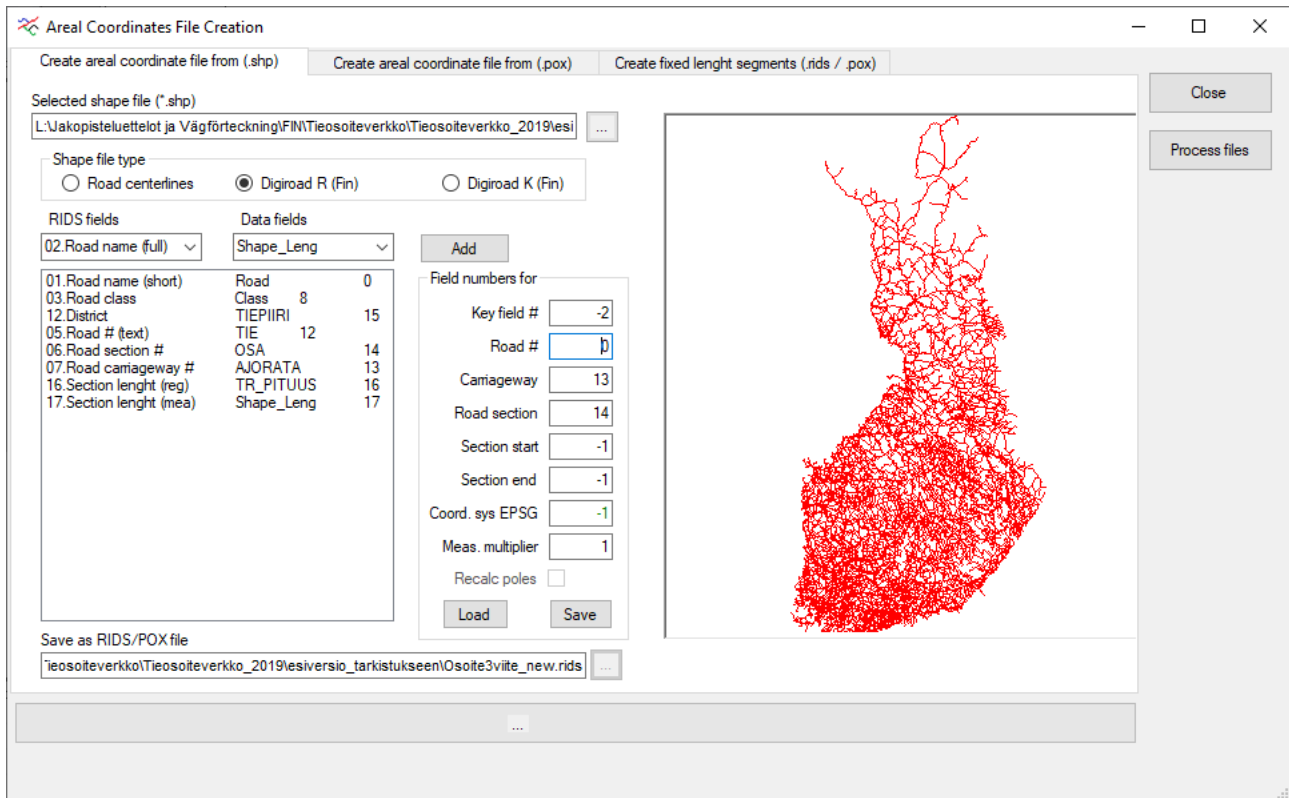 Areal Coordinates File Creation
Create areal coordinate file from (.shp)
Create areal coordinate file from (.pox)
Create fixed lenght segments (.rids / .pox)
Close
Process files
Selected shape file (*.shp)
L:\Jakopisteluettelot ja Vägförteckning\FIN\Tieosoiteverkko\Tieosoiteverkko_2019\esi
...
Shape file type
Road centerlines
Digiroad R (Fin)
Digiroad K (Fin)
RIDS fields
Data fields
02.Road name (full)
Shape_Leng
Add
01.Road name (short) Road 0
03.Road class Class 8
12.District TIEPIIRI 15
05.Road # (text) TIE 12
06.Road section # OSA 14
07.Road carriageway # AJORATA 13
16.Section lenght (reg) TR_PITUUS 16
17.Section lenght (mea) Shape_Leng 17
Field numbers for
Key field # -2
Road # 0
Carriageway 13
Road section 14
Section start -1
Section end -1
Coord. sys EPSG -1
Meas. multiplier 1
Recalc poles
Load
Save
Save as RIDS/POX file
Tieosoiteverkko\Tieosoiteverkko_2019\esiversio_tarkistukseen\Osoite3viite_new.rids
...
...